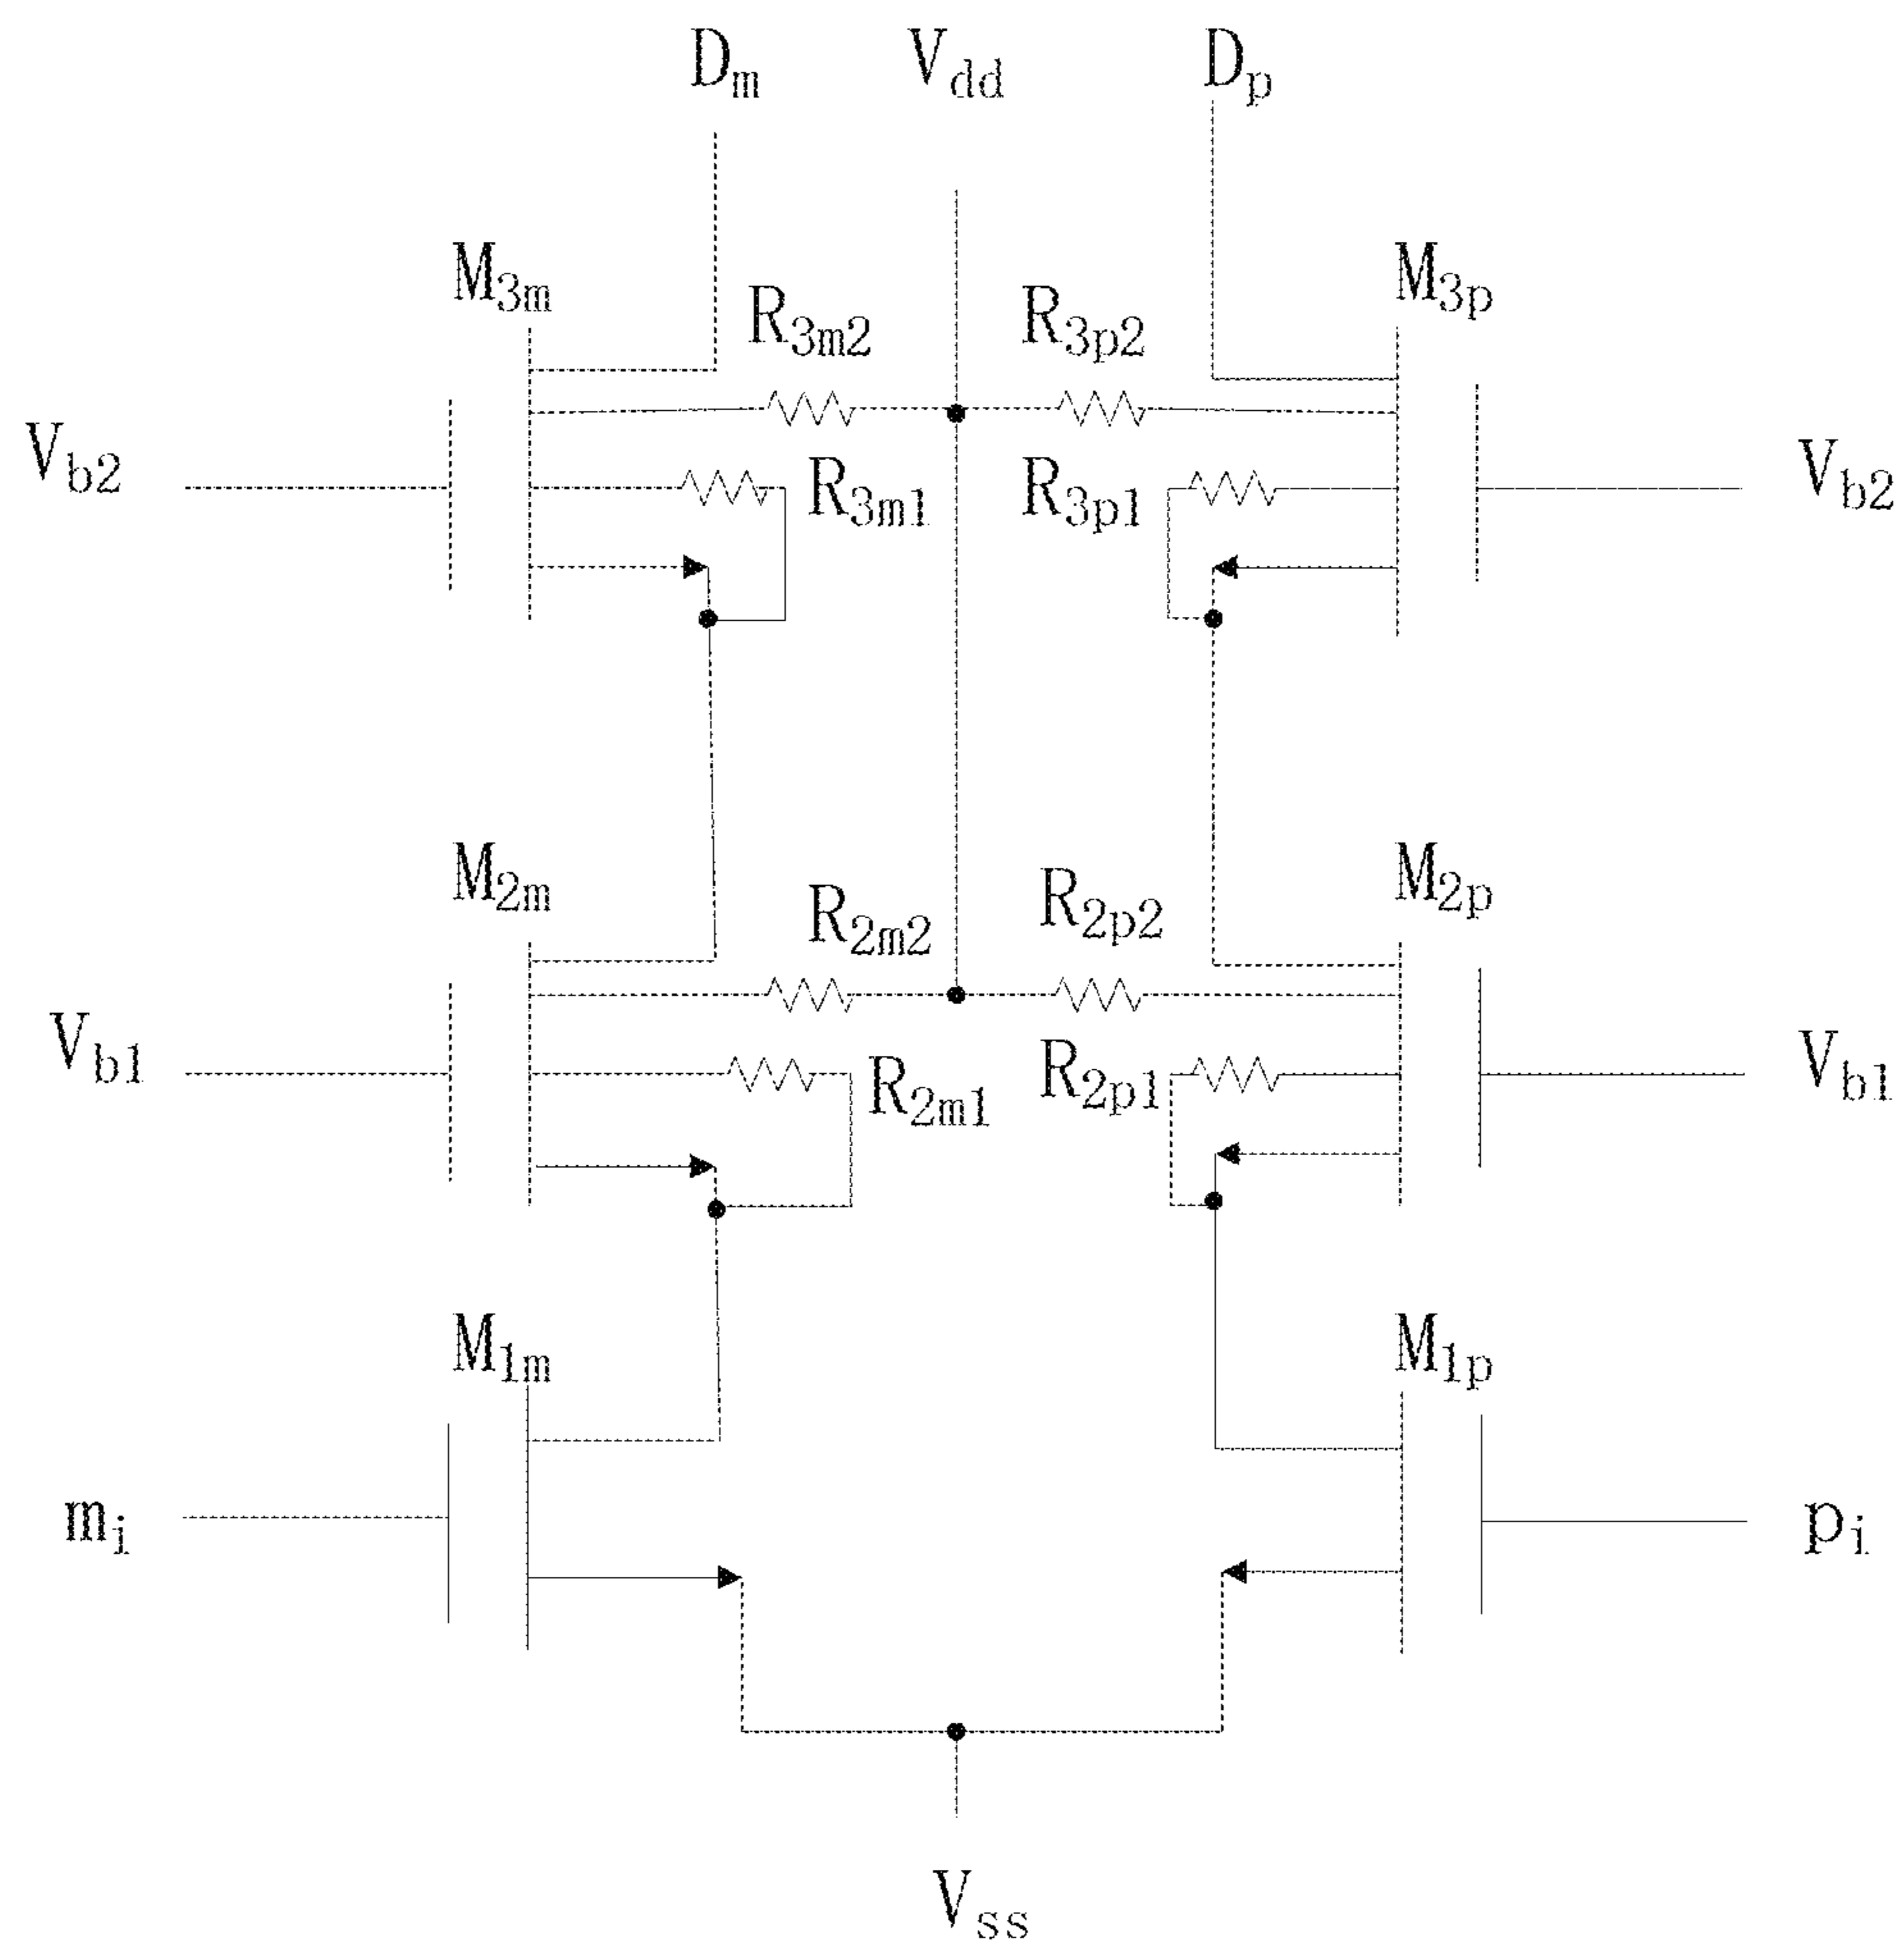 Dm Vdd Dp
M3m M3p
R3m2 R3p2
Vb2 R3m1 R3p1 Vb2
M2m M2p
R2m2 R2p2
Vb1 R2m1 R2p1 Vb1
M1m M1p
mi pi
Vss